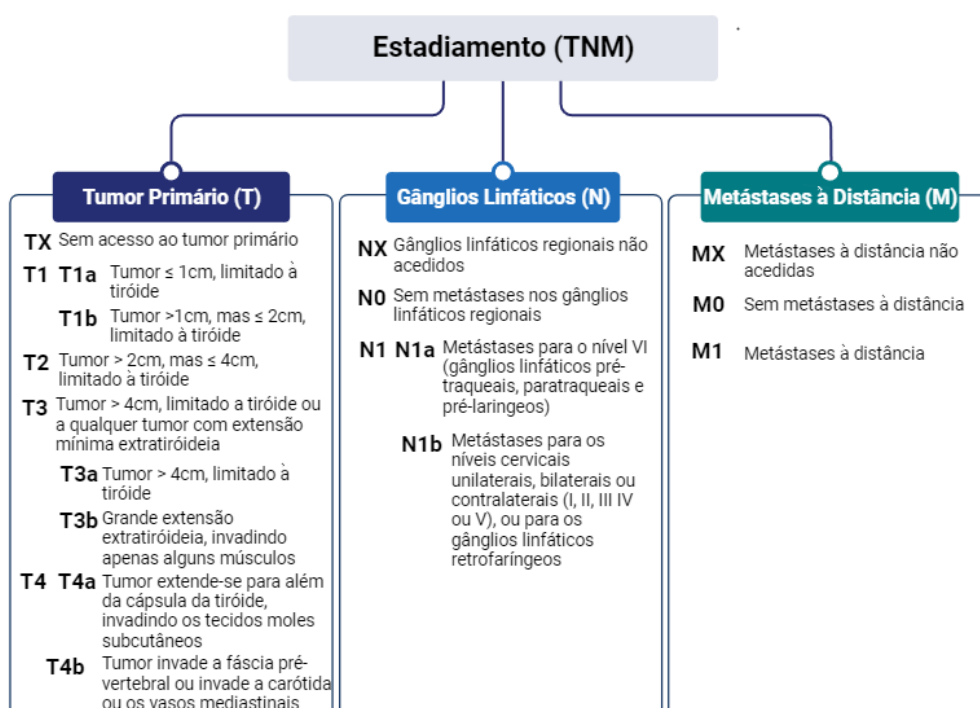 Estadiamento (TNM)
Tumor Primário (T)
TX Sem acesso ao tumor primário
T1 T1a Tumor ≤ 1cm, limitado à
tiróide
T1b Tumor >1cm, mas ≤ 2cm,
limitado à tiróide
T2 Tumor > 2cm, mas ≤ 4cm,
limitado à tiróide
T3 Tumor > 4cm, limitado a tiróide ou
a qualquer tumor com extensão
mínima extratiróideia
T3a Tumor > 4cm, limitado à
tiróide
T3b Grande extensão
extratiróideia, invadindo
apenas alguns músculos
T4 T4a Tumor extende-se para além
da cápsula da tiróide,
invadindo os tecidos moles
subcutâneos
T4b Tumor invade a fáscia pré-
vertebral ou invade a carótida
ou os vasos mediastinais
Gânglios Linfáticos (N)
NX Gânglios linfáticos regionais não
acedidos
N0 Sem metástases nos gânglios
linfáticos regionais
N1 N1a Metástases para o nível VI
(gânglios linfáticos pré-
traqueais, paratraqueais e
pré-laringeos)
N1b Metástases para os
níveis cervicais
unilaterais, bilaterais ou
contralaterais (I, II, III IV
ou V), ou para os
gânglios linfáticos
retrofaríngeos
Metástases à Distância (M)
MX Metástases à distância não
acedidas
M0 Sem metástases à distância
M1 Metástases à distância